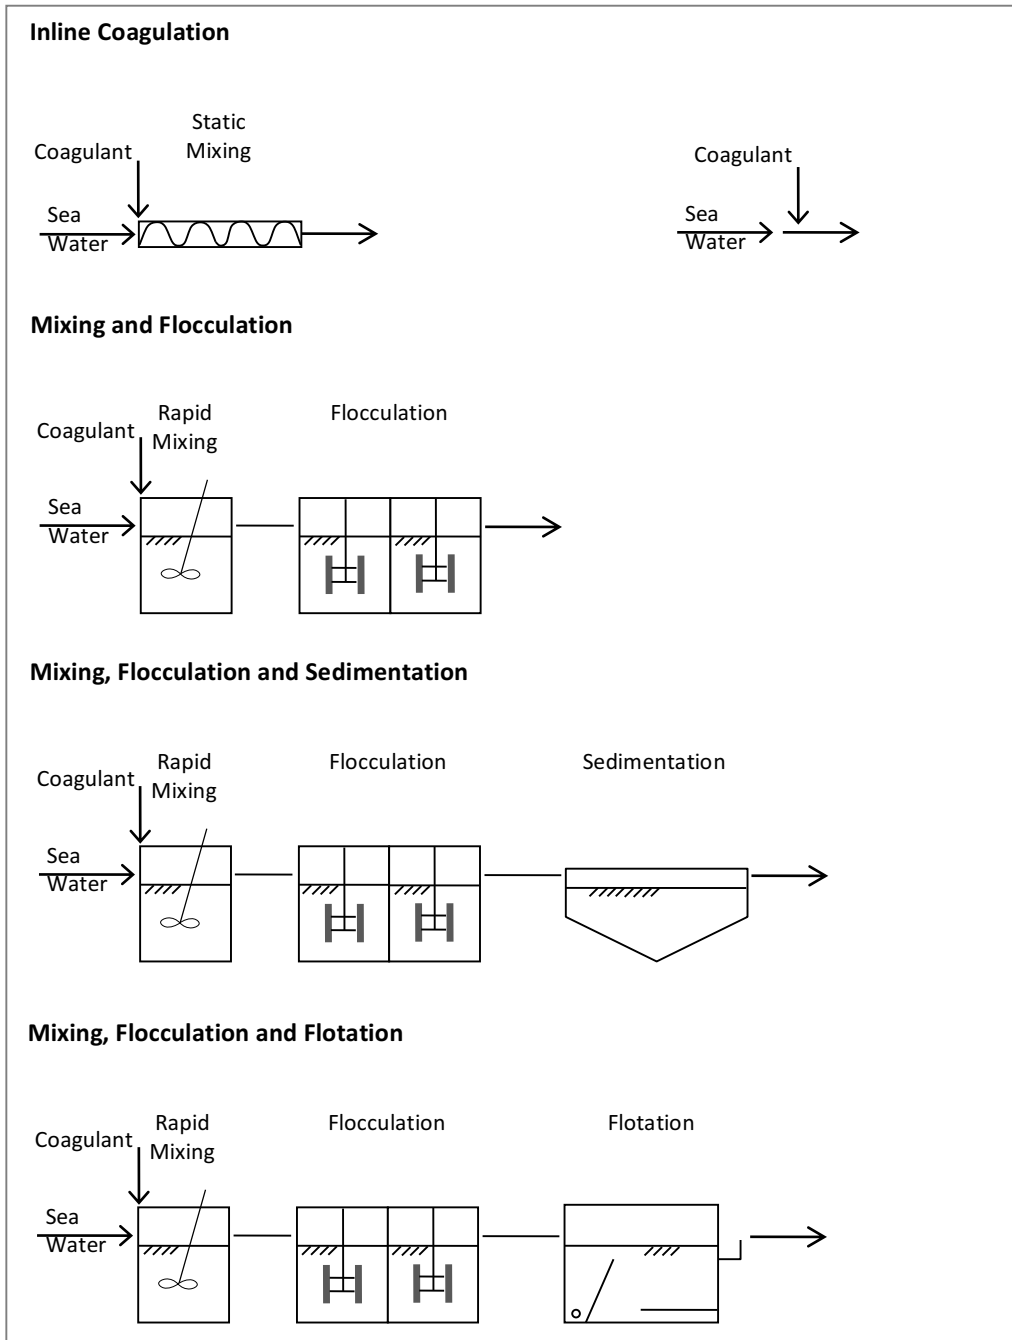 Inline Coagulation
Static
Mixing
Coagulant
Sea
Water
Coagulant
Sea
Water
Mixing and Flocculation
Rapid
Mixing
Flocculation
Coagulant
Sea
Water
Mixing, Flocculation and Sedimentation
Rapid
Mixing
Flocculation
Sedimentation
Coagulant
Sea
Water
Mixing, Flocculation and Flotation
Rapid
Mixing
Flocculation
Flotation
Coagulant
Sea
Water